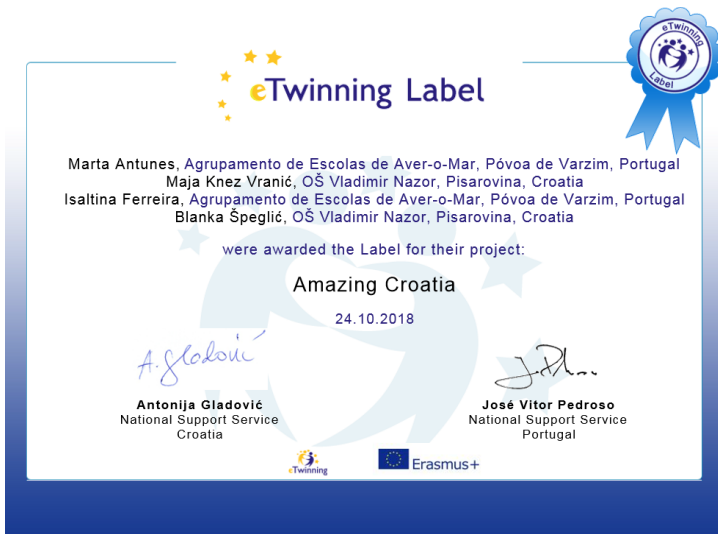 eTwinning
Label
eTwinning Label
Marta Antunes, Agrupamento de Escolas de Aver-o-Mar, Póvoa de Varzim, Portugal
Maja Knez Vranić, OŠ Vladimir Nazor, Pisarovina, Croatia
Isaltina Ferreira, Agrupamento de Escolas de Aver-o-Mar, Póvoa de Varzim, Portugal
Blanka Špeglić, OŠ Vladimir Nazor, Pisarovina, Croatia
were awarded the Label for their project:
Amazing Croatia
24.10.2018
A. Gladović
Antonija Gladović
National Support Service
Croatia
José Vitor Pedroso
National Support Service
Portugal
eTwinning
Erasmus+